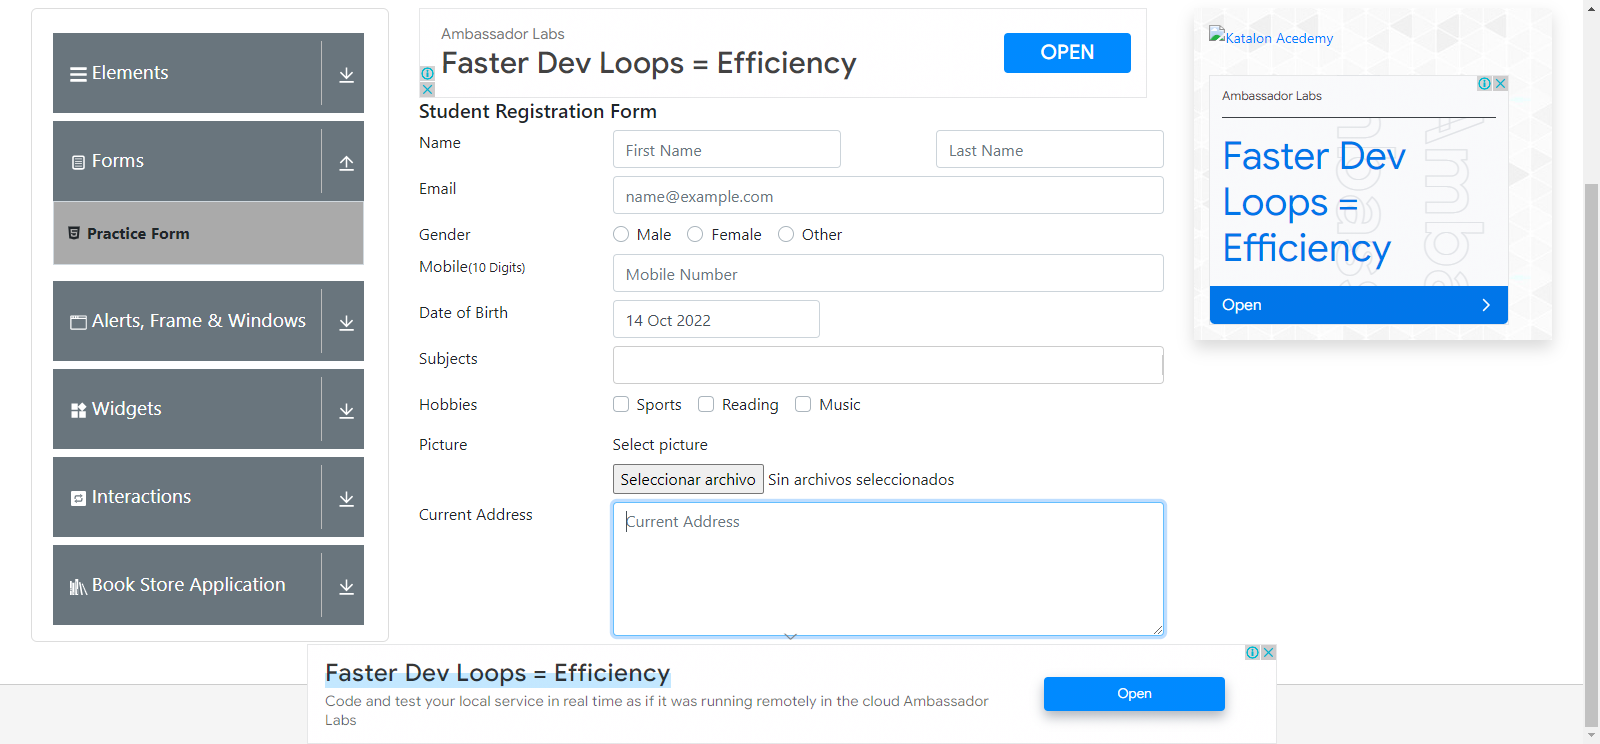 Elements
Forms
Practice Form
Alerts, Frame & Windows
Widgets
Interactions
Book Store Application
Ambassador Labs
Faster Dev Loops = Efficiency
OPEN
Student Registration Form
Name
First Name
Last Name
Email
name@example.com
Gender
Male
Female
Other
Mobile(10 Digits)
Mobile Number
Date of Birth
14 Oct 2022
Subjects
Hobbies
Sports
Reading
Music
Picture
Select picture
Seleccionar archivo Sin archivos seleccionados
Current Address
Current Address
Katalon Acedemy
Ambassador Labs
Faster Dev
Loops =
Efficiency
Open
Faster Dev Loops = Efficiency
Code and test your local service in real time as if it was running remotely in the cloud Ambassador
Labs
Open